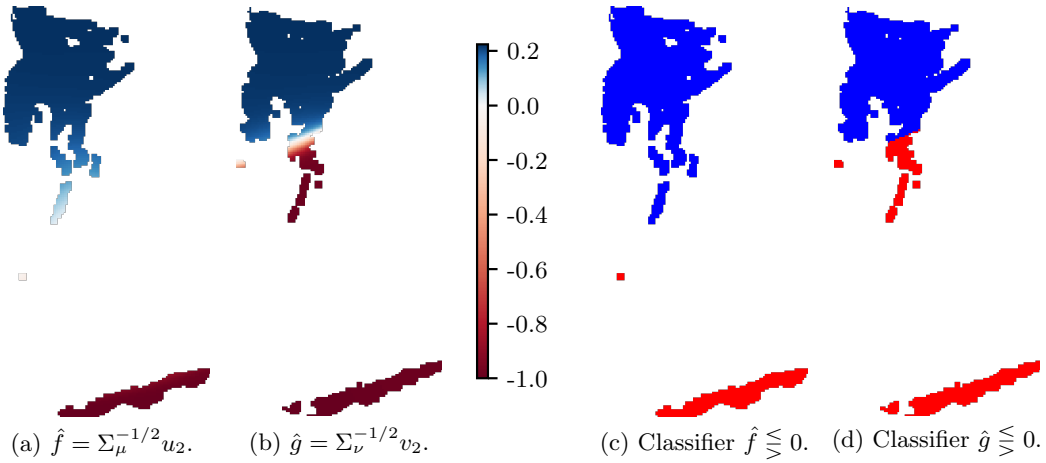 0.2
0.0
-0.2
-0.4
-0.6
-0.8
-1.0
(a) $\hat{f} = \Sigma_{\mu}^{-1/2} u_2$.
(b) $\hat{g} = \Sigma_{\nu}^{-1/2} v_2$.
(c) Classifier $\hat{f} \lesseqgtr 0$.
(d) Classifier $\hat{g} \lesseqgtr 0$.